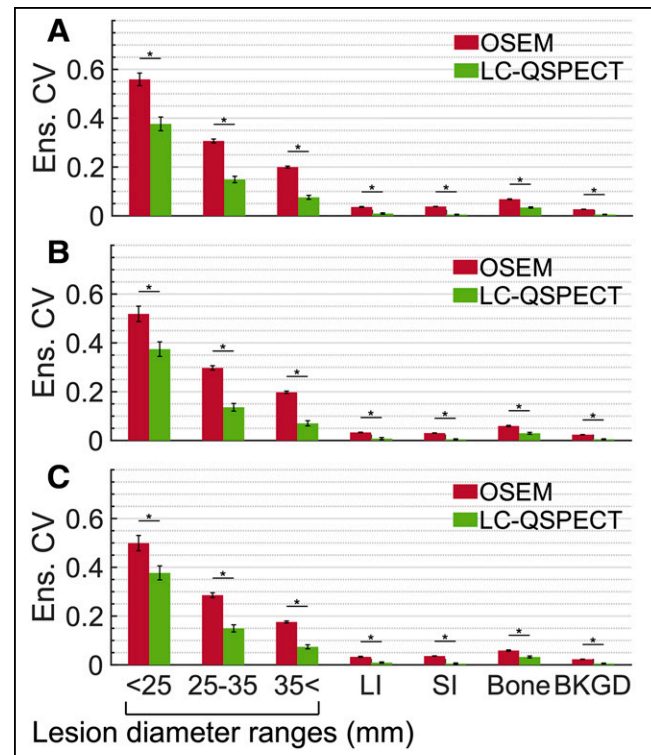 A
OSEM
LC-QSPECT
*
*
*
*
*
*
*
0.6
0.4
0.2
0
Ens. CV
B
OSEM
LC-QSPECT
*
*
*
*
*
*
*
0.6
0.4
0.2
0
Ens. CV
C
OSEM
LC-QSPECT
*
*
*
*
*
*
*
0.6
0.4
0.2
0
Ens. CV
<25 25-35 35< LI SI Bone BKGD
Lesion diameter ranges (mm)